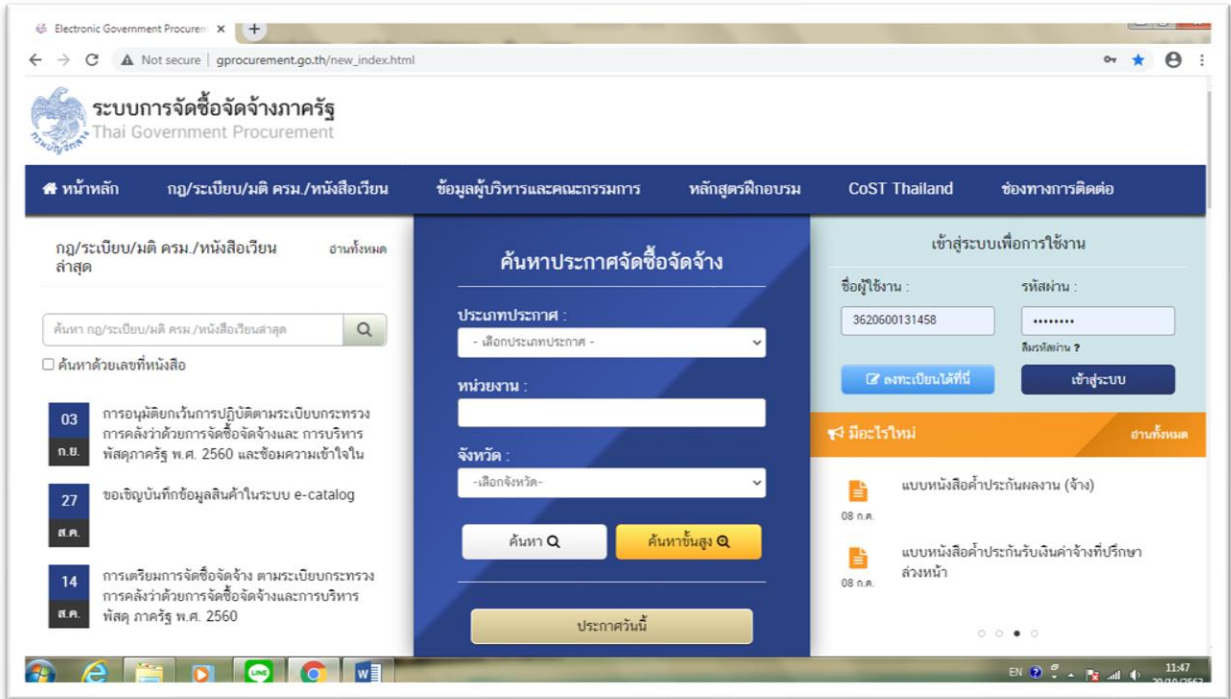 Electronic Government Procurem
Not secure gprocurement.go.th/new_index.html
กรมบัญชีกลาง
ระบบการจัดซื้อจัดจ้างภาครัฐ
Thai Government Procurement
หน้าหลัก
กฎ/ระเบียบ/มติ ครม./หนังสือเวียน
ข้อมูลผู้บริหารและคณะกรรมการ
หลักสูตรฝึกอบรม
CoST Thailand
ช่องทางการติดต่อ
กฎ/ระเบียบ/มติ ครม./หนังสือเวียน
ล่าสุด
อ่านทั้งหมด
ค้นหา กฎ/ระเบียบ/มติ ครม./หนังสือเวียนล่าสุด
ค้นหาด้วยเลขที่หนังสือ
03
ก.ย.
การอนุมัติยกเว้นการปฏิบัติตามระเบียบกระทรวง
การคลังว่าด้วยการจัดซื้อจัดจ้างและ การบริหาร
พัสดุภาครัฐ พ.ศ. 2560 และซ้อมความเข้าใจใน
27
ส.ค.
ขอเชิญบันทึกข้อมูลสินค้าในระบบ e-catalog
14
ส.ค.
การเตรียมการจัดซื้อจัดจ้าง ตามระเบียบกระทรวง
การคลังว่าด้วยการจัดซื้อจัดจ้างและการบริหาร
พัสดุ ภาครัฐ พ.ศ. 2560
ค้นหาประกาศจัดซื้อจัดจ้าง
ประเภทประกาศ :
- เลือกประเภทประกาศ -
หน่วยงาน :
จังหวัด :
-เลือกจังหวัด-
ค้นหา
ค้นหาขั้นสูง
ประกาศวันนี้
เข้าสู่ระบบเพื่อการใช้งาน
ชื่อผู้ใช้งาน :
รหัสผ่าน :
3620600131458
••••••••
ลืมรหัสผ่าน ?
ลงทะเบียนได้ที่นี่
เข้าสู่ระบบ
มีอะไรใหม่
อ่านทั้งหมด
แบบหนังสือค้ำประกันผลงาน (จ้าง)
08 ก.ค.
แบบหนังสือค้ำประกันรับเงินค่าจ้างที่ปรึกษา
ล่วงหน้า
08 ก.ค.
LINE
EN
11:47